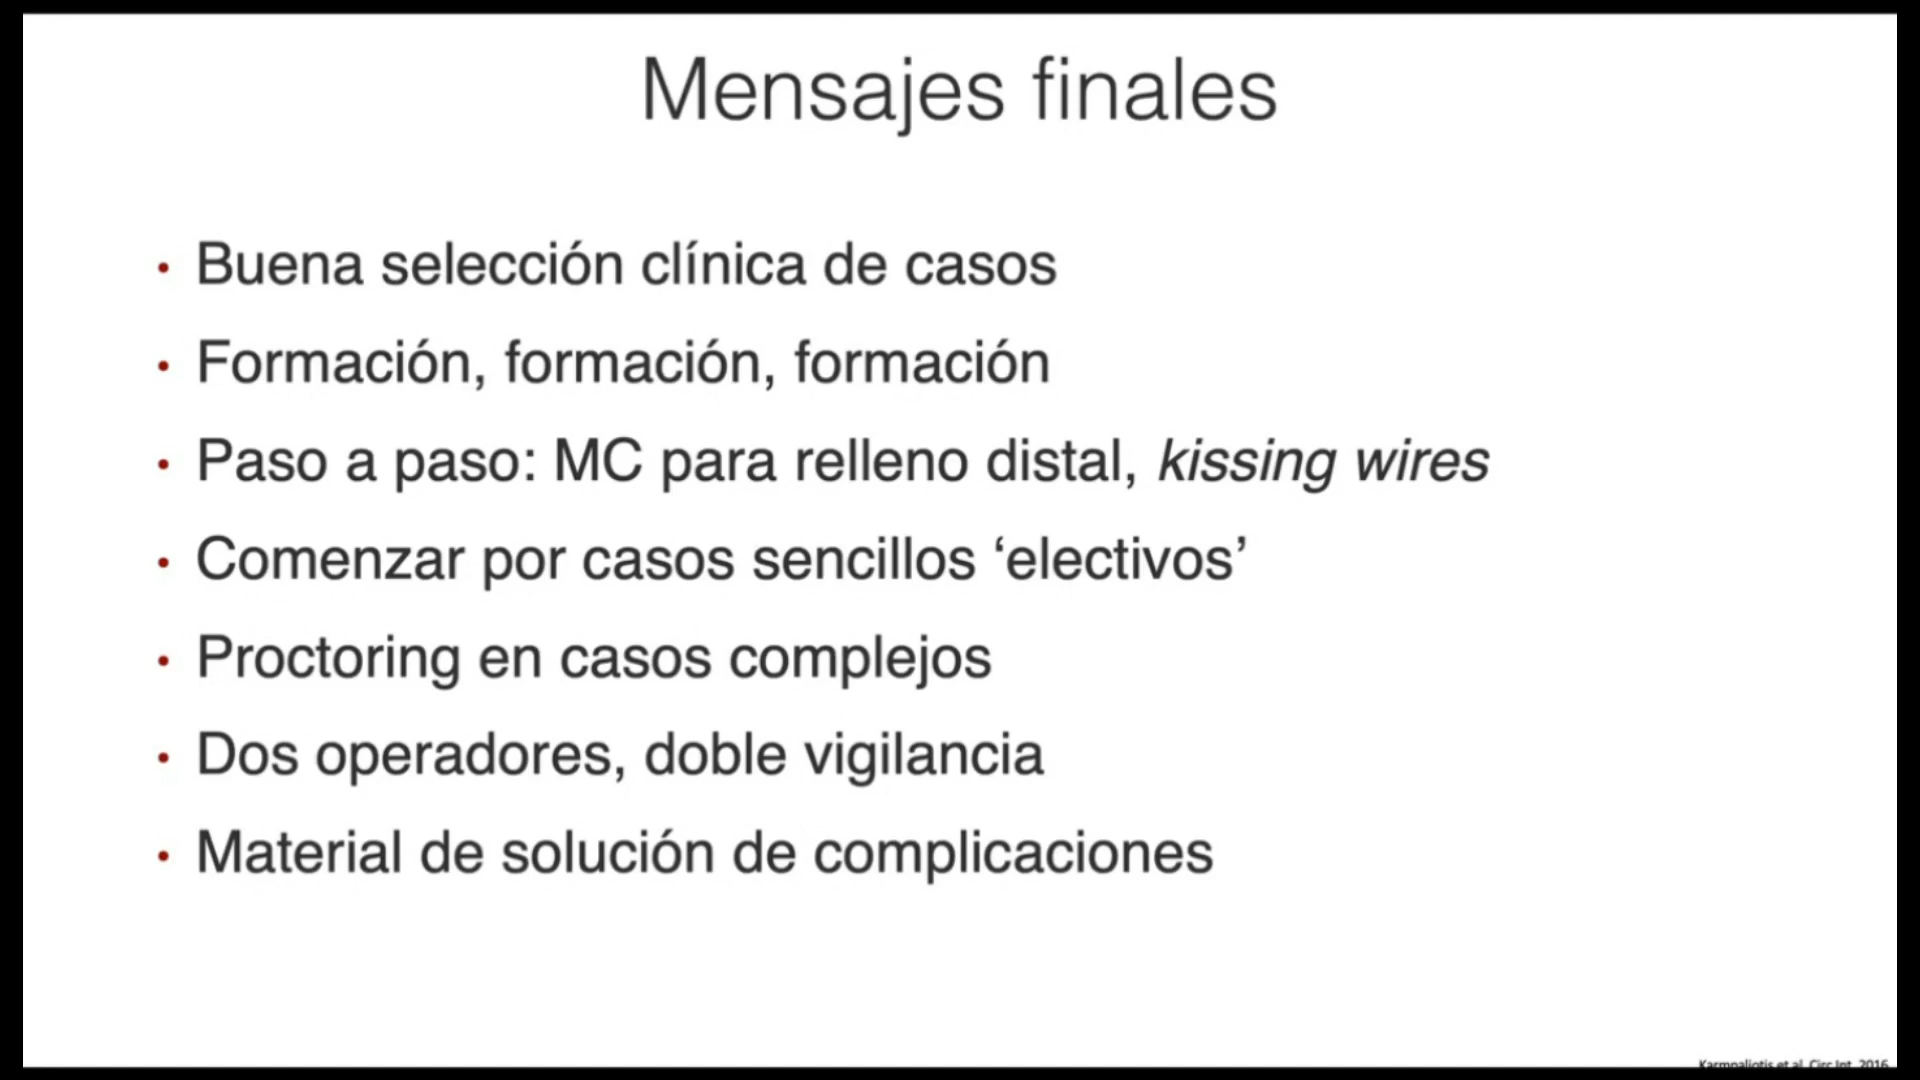 Mensajes finales
• Buena selección clínica de casos
• Formación, formación, formación
• Paso a paso: MC para relleno distal, kissing wires
• Comenzar por casos sencillos ‘electivos’
• Proctoring en casos complejos
• Dos operadores, doble vigilancia
• Material de solución de complicaciones
Karmpaliotis et al. Circ Int. 2016